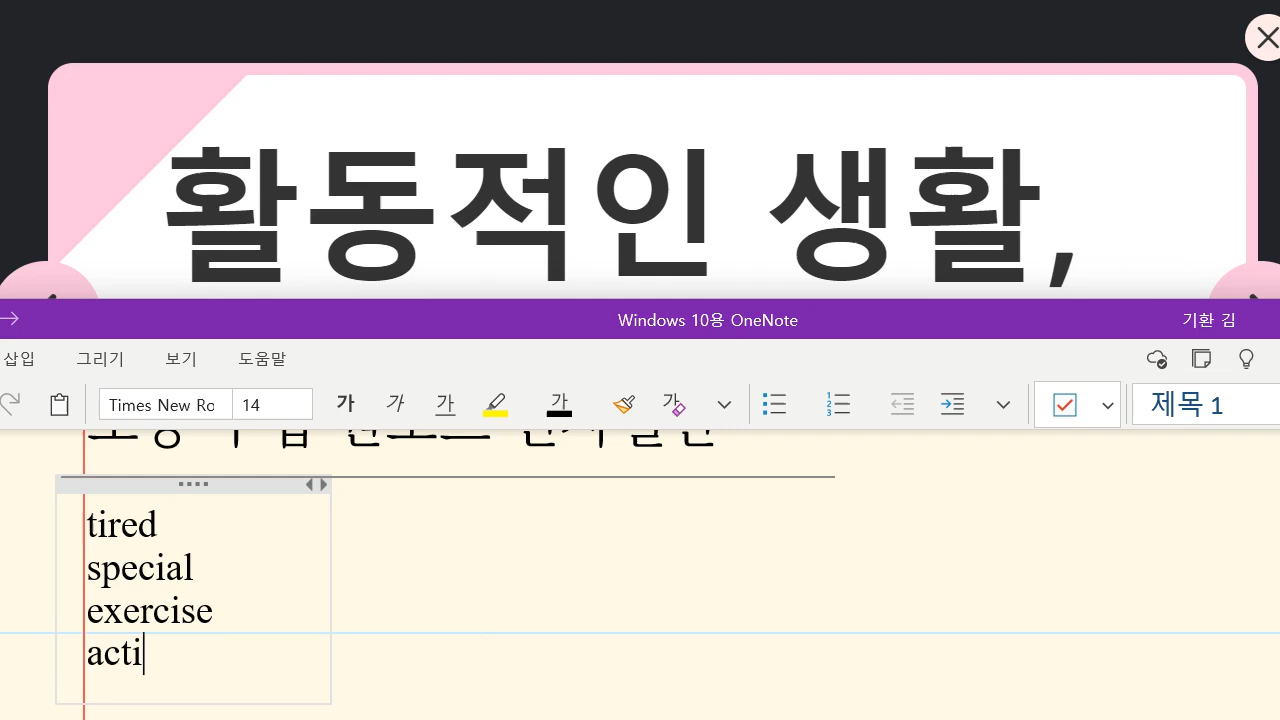 활동적인 생활,
Windows 10용 OneNote
기환 김
삽입 그리기 보기 도움말
Times New Ro 14 가 가 가 가 가 제목 1
tired
special
exercise
acti